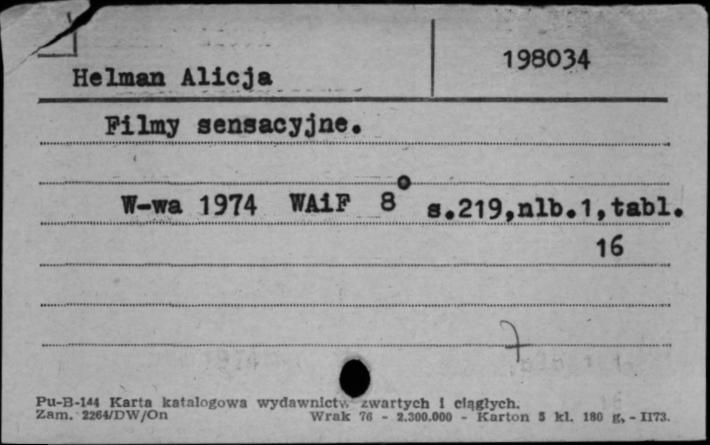 198034
Helman Alicja
Filmy sensacyjne.
W-wa 1974 WAiF 8° s.219,nlb.1,tabl.
16
Pu-B-144 Karta katalogowa wydawnictw zwartych i ciągłych.
Zam. 2264/DW/On Wrak 76 - 2.300.000 - Karton 5 kl. 180 g, - II73.